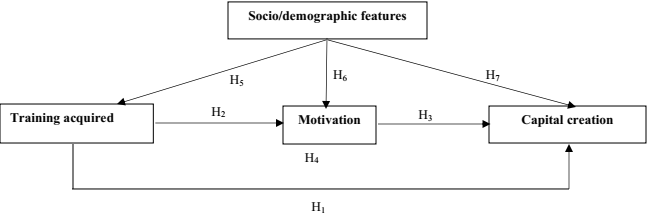 Socio/demographic features
H5
H6
H7
Training acquired
H2
Motivation
H3
Capital creation
H4
H1